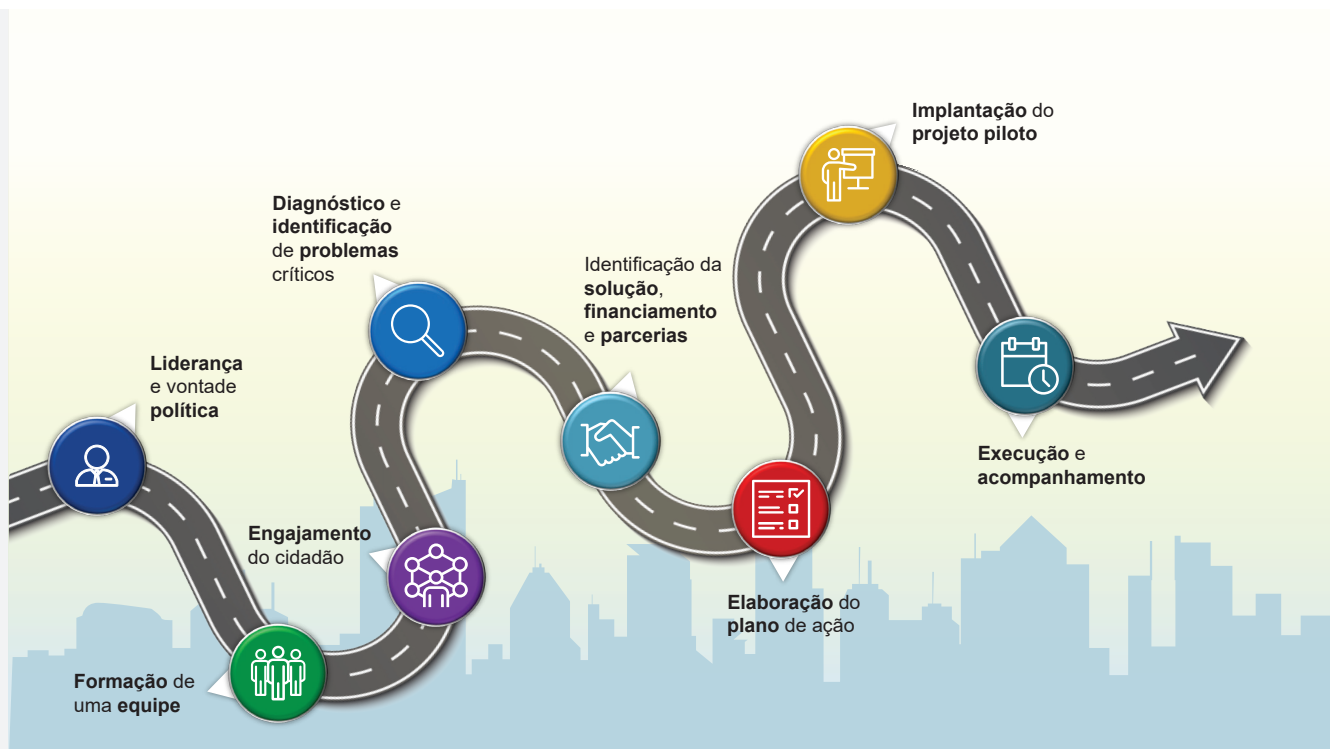 Liderança
e vontade
política
Formação de
uma equipe
Engajamento
do cidadão
Diagnóstico e
identificação
de problemas
críticos
Identificação da
solução,
financiamento
e parcerias
Elaboração do
plano de ação
Implantação do
projeto piloto
Execução e
acompanhamento